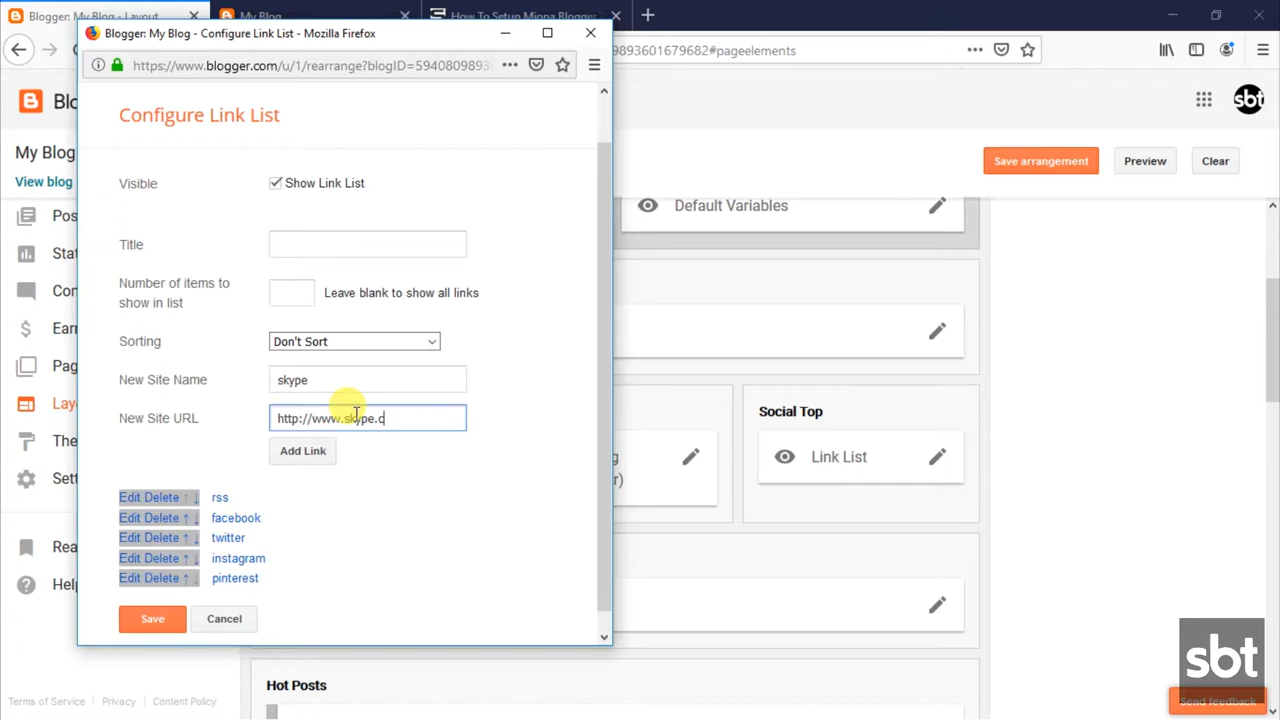 Blogger: My Blog - Layout
My Blog
How To Setup Miona Blogger
Blogger: My Blog - Configure Link List - Mozilla Firefox
9893601679682#pageelements
https://www.blogger.com/u/1/rearrange?blogID=5940809893
Configure Link List
sbt
My Blog
View blog
Save arrangement
Preview
Clear
Visible
Show Link List
Default Variables
Title
Number of items to
show in list
Leave blank to show all links
Sorting
Don't Sort
New Site Name
skype
New Site URL
http://www.skype.c
Add Link
Social Top
Link List
Edit Delete ↑ ↓ rss
Edit Delete ↑ ↓ facebook
Edit Delete ↑ ↓ twitter
Edit Delete ↑ ↓ instagram
Edit Delete ↑ ↓ pinterest
Save
Cancel
Hot Posts
Terms of Service | Privacy | Content Policy
sbt
Send feedback